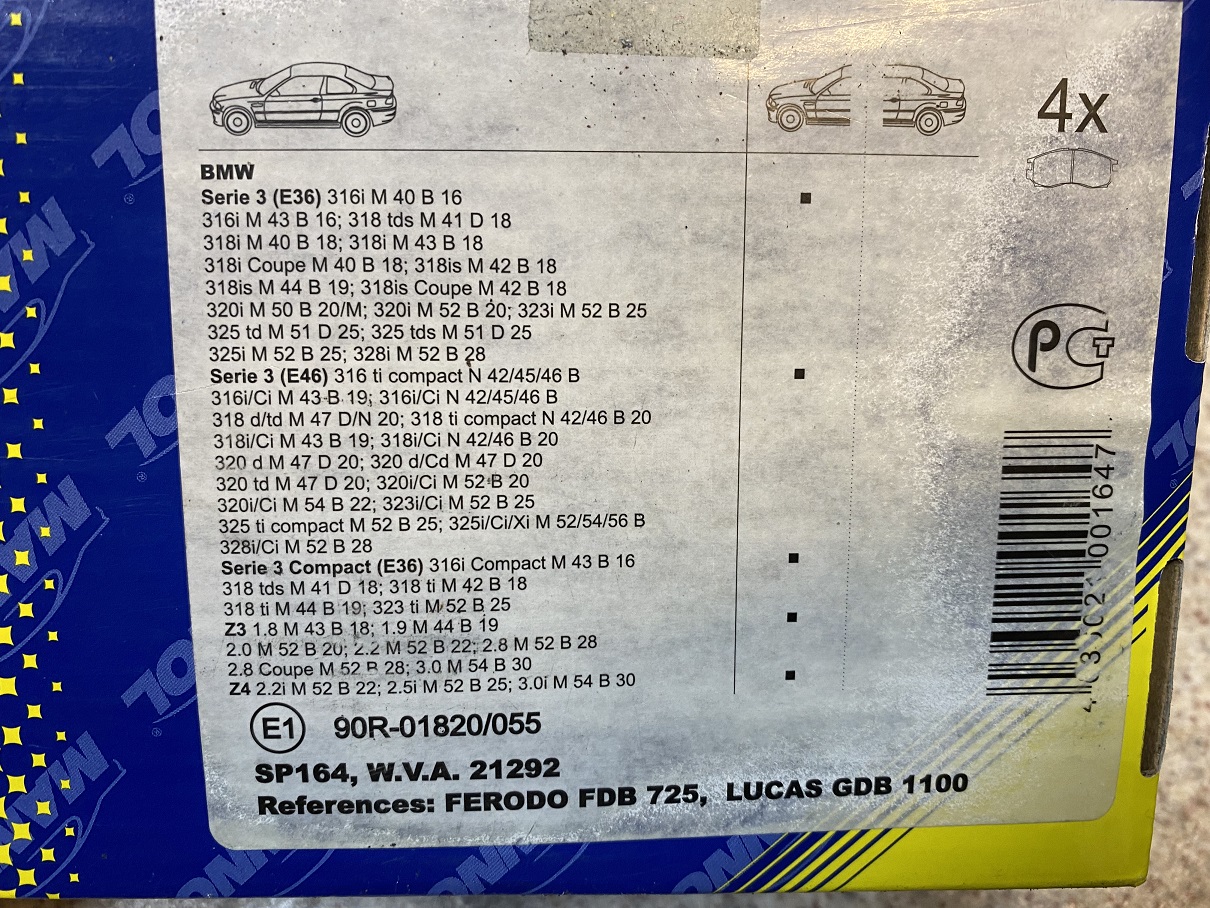 4x
BMW
Serie 3 (E36) 316i M 40 B 16
316i M 43 B 16; 318 tds M 41 D 18
318i M 40 B 18; 318i M 43 B 18
318i Coupe M 40 B 18; 318is M 42 B 18
318is M 44 B 19; 318is Coupe M 42 B 18
320i M 50 B 20/M; 320i M 52 B 20; 323i M 52 B 25
325 td M 51 D 25; 325 tds M 51 D 25
325i M 52 B 25; 328i M 52 B 28
Serie 3 (E46) 316 ti compact N 42/45/46 B
316i/Ci M 43 B 19; 316i/Ci N 42/45/46 B
318 d/td M 47 D/N 20; 318 ti compact N 42/46 B 20
318i/Ci M 43 B 19; 318i/Ci N 42/46 B 20
320 d M 47 D 20; 320 d/Cd M 47 D 20
320 td M 47 D 20; 320i/Ci M 52 B 20
320i/Ci M 54 B 22; 323i/Ci M 52 B 25
325 ti compact M 52 B 25; 325i/Ci/Xi M 52/54/56 B
328i/Ci M 52 B 28
Serie 3 Compact (E36) 316i Compact M 43 B 16
318 tds M 41 D 18; 318 ti M 42 B 18
318 ti M 44 B 19; 323 ti M 52 B 25
Z3 1.8 M 43 B 18; 1.9 M 44 B 19
2.0 M 52 B 20; 2.2 M 52 B 22; 2.8 M 52 B 28
2.8 Coupe M 52 B 28; 3.0 M 54 B 30
Z4 2.2i M 52 B 22; 2.5i M 52 B 25; 3.0i M 54 B 30
E1 90R-01820/055
SP164, W.V.A. 21292
References: FERODO FDB 725, LUCAS GDB 1100